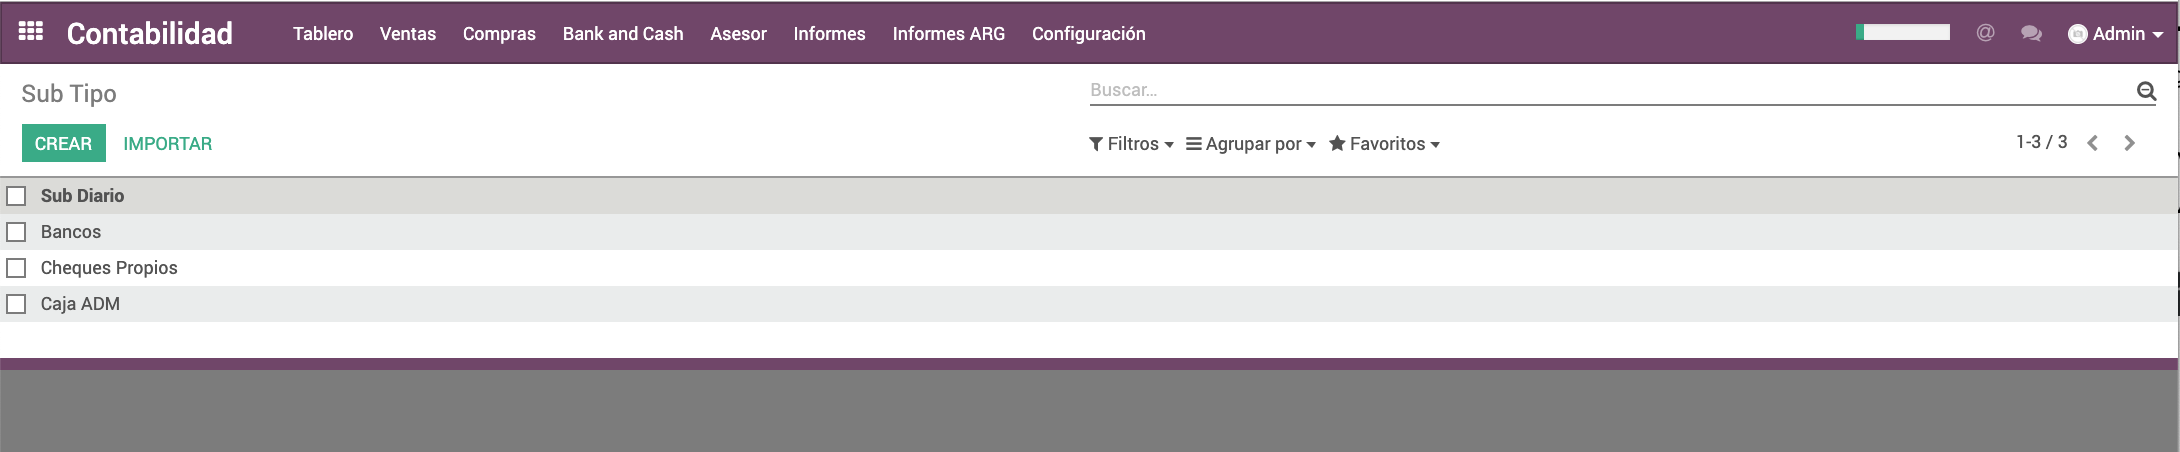 Contabilidad Tablero Ventas Compras Bank and Cash Asesor Informes Informes ARG Configuración @ Admin
Sub Tipo Buscar...
CREAR IMPORTAR Filtros Agrupar por Favoritos 1-3 / 3
Sub Diario
Bancos
Cheques Propios
Caja ADM